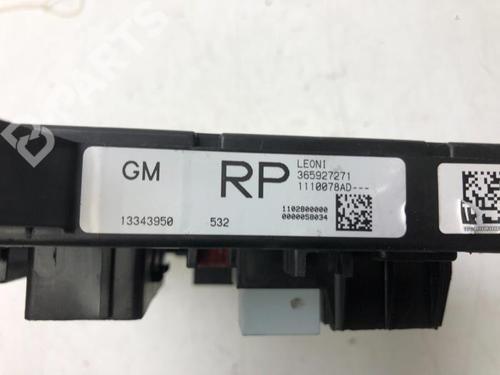 GM
RP
LEONI
365927271
1110078AD---
13343950
532
1102800000
0000058034